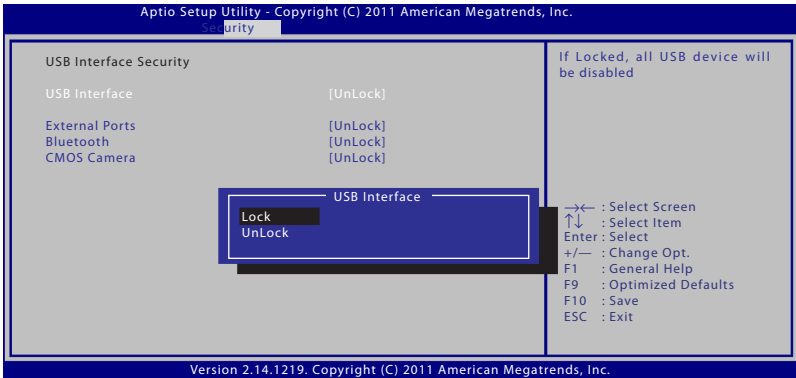 Aptio Setup Utility - Copyright (C) 2011 American Megatrends, Inc.
Security
USB Interface Security
USB Interface [UnLock]
External Ports [UnLock]
Bluetooth [UnLock]
CMOS Camera [UnLock]
USB Interface
Lock
UnLock
If Locked, all USB device will
be disabled
→← : Select Screen
↑↓ : Select Item
Enter : Select
+/— : Change Opt.
F1 : General Help
F9 : Optimized Defaults
F10 : Save
ESC : Exit
Version 2.14.1219. Copyright (C) 2011 American Megatrends, Inc.